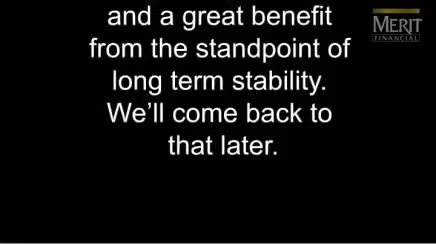 and a great benefit
from the standpoint of
long term stability.
We’ll come back to
that later.
MERIT
FINANCIAL